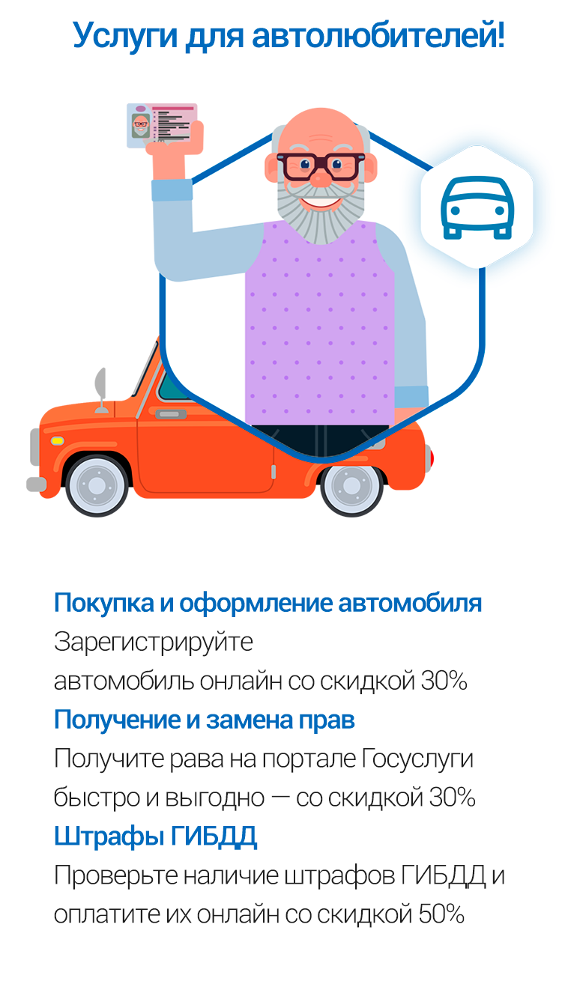 Услуги для автолюбителей!
Покупка и оформление автомобиля
Зарегистрируйте
автомобиль онлайн со скидкой 30%
Получение и замена прав
Получите рава на портале Госуслуги
быстро и выгодно — со скидкой 30%
Штрафы ГИБДД
Проверьте наличие штрафов ГИБДД и
оплатите их онлайн со скидкой 50%